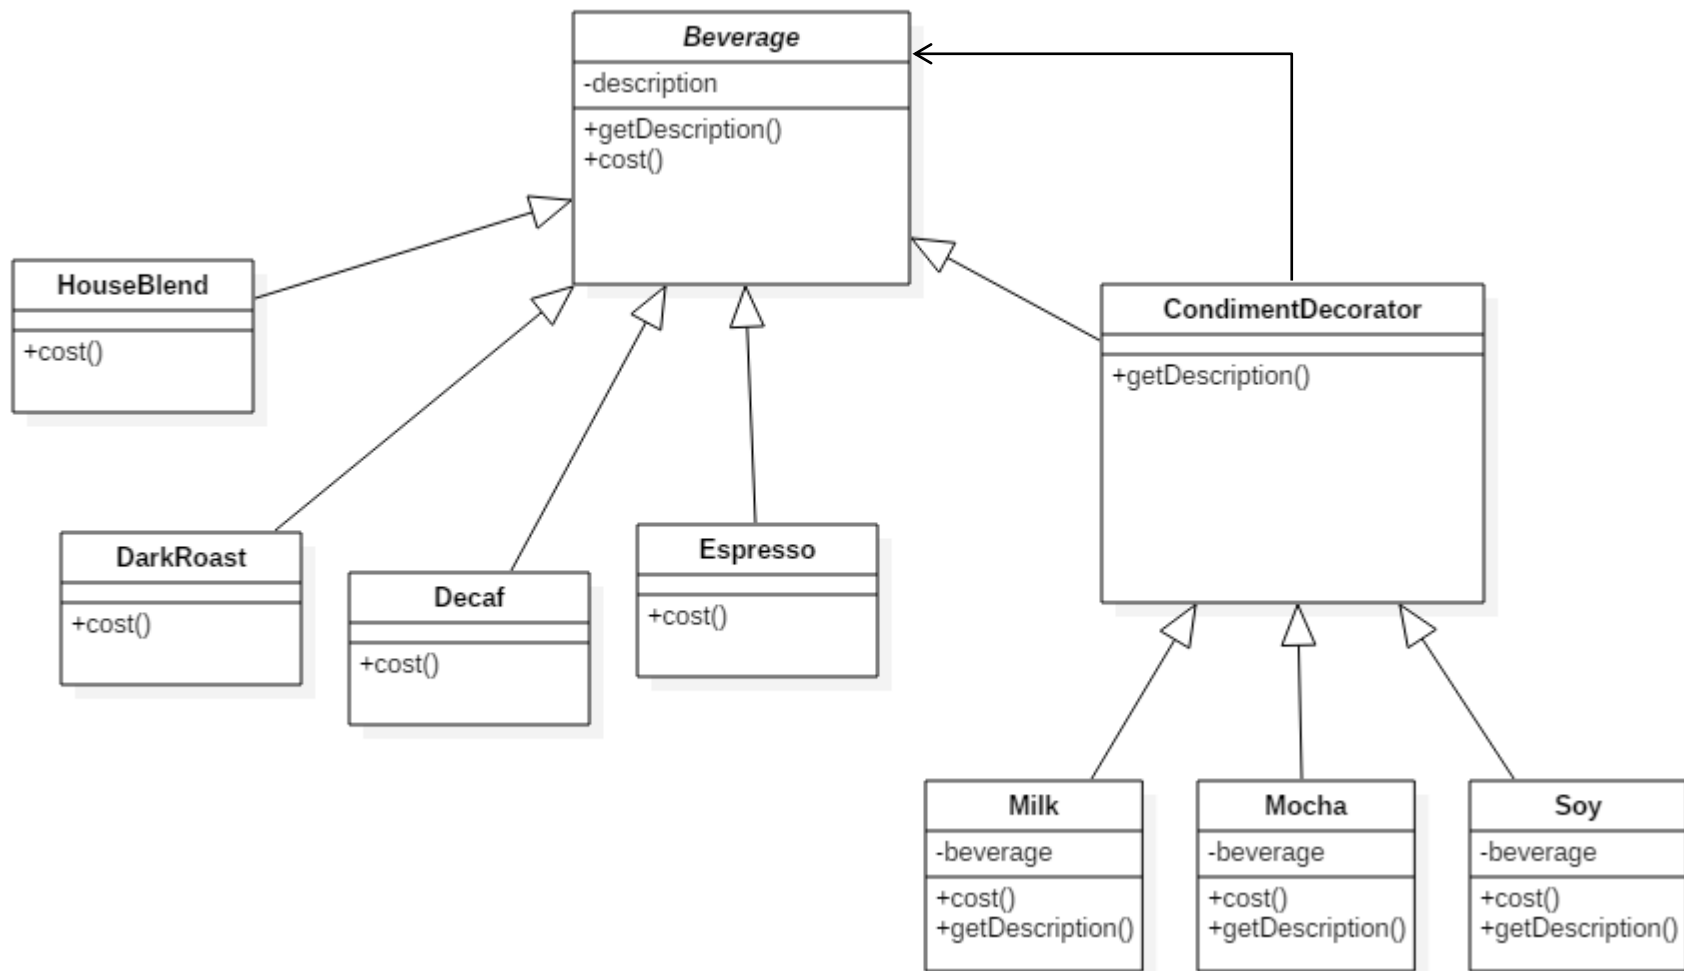 Beverage
-description
+getDescription()
+cost()
HouseBlend
+cost()
CondimentDecorator
+getDescription()
DarkRoast
+cost()
Decaf
+cost()
Espresso
+cost()
Milk
-beverage
+cost()
+getDescription()
Mocha
-beverage
+cost()
+getDescription()
Soy
-beverage
+cost()
+getDescription()